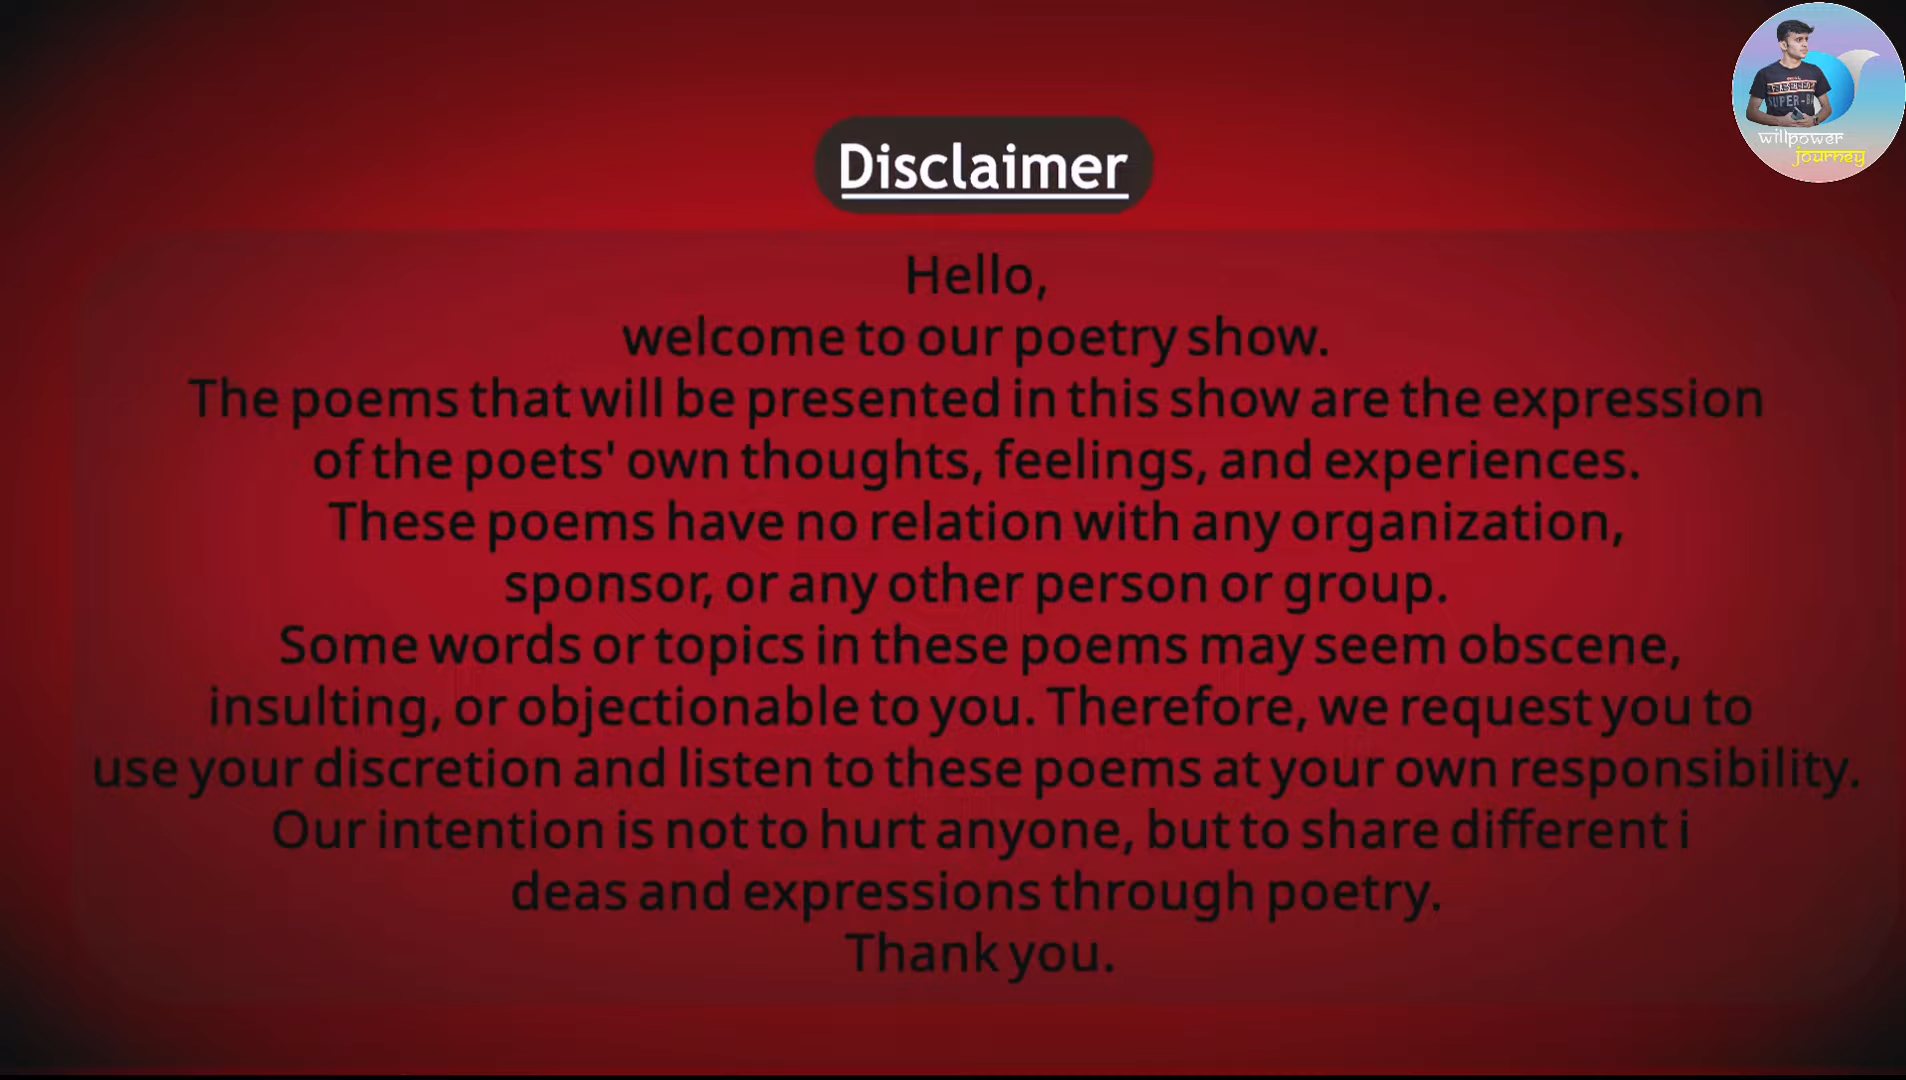 willpower
journey
Disclaimer
Hello,
welcome to our poetry show.
The poems that will be presented in this show are the expression
of the poets' own thoughts, feelings, and experiences.
These poems have no relation with any organization,
sponsor, or any other person or group.
Some words or topics in these poems may seem obscene,
insulting, or objectionable to you. Therefore, we request you to
use your discretion and listen to these poems at your own responsibility.
Our intention is not to hurt anyone, but to share different i
deas and expressions through poetry.
Thank you.